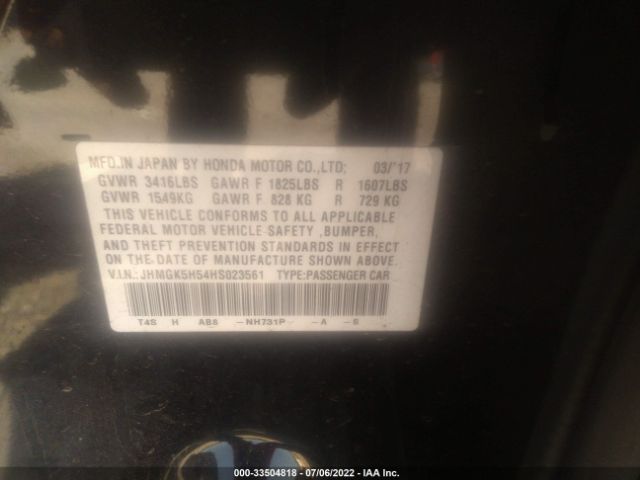 MFD.IN JAPAN BY HONDA MOTOR CO.,LTD; 03/'17
GVWR 3416LBS GAWR F 1825LBS R 1607LBS
GVWR 1549KG GAWR F 828 KG R 729 KG
THIS VEHICLE CONFORMS TO ALL APPLICABLE
FEDERAL MOTOR VEHICLE SAFETY ,BUMPER,
AND THEFT PREVENTION STANDARDS IN EFFECT
ON THE DATE OF MANUFACTURE SHOWN ABOVE.
V.I.N.: JHMGK5H54HS023561 TYPE:PASSENGER CAR
T4S H AB8 -NH731P -A -B
000-33504818 - 07/06/2022 - IAA Inc.